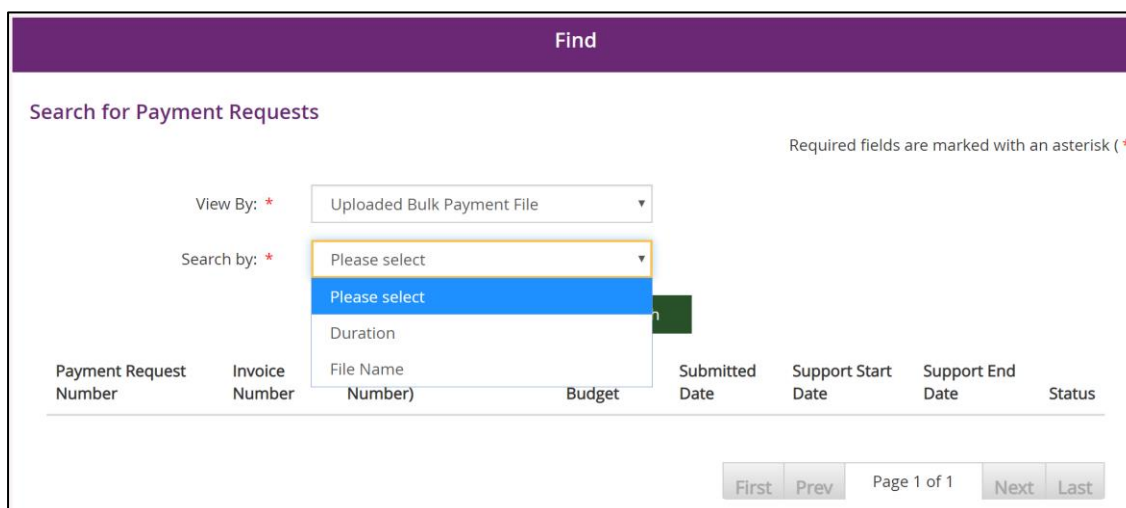 Find
Search for Payment Requests
Required fields are marked with an asterisk ( *
View By: * Uploaded Bulk Payment File
Search by: * Please select
Please select
Duration
File Name
Payment Request Number
Invoice Number
Number)
Budget
Submitted Date
Support Start Date
Support End Date
Status
First Prev Page 1 of 1 Next Last